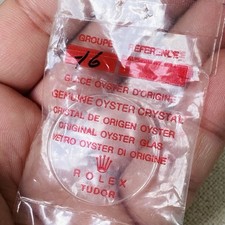 GROUPE REFERENCE
16
GLACE OYSTER D'ORIGINE
GENUINE OYSTER CRYSTAL
CRISTAL DE ORIGEN OYSTER
ORIGINAL OYSTER GLAS
VETRO OYSTER DI ORIGINE
ROLEX
TUDOR